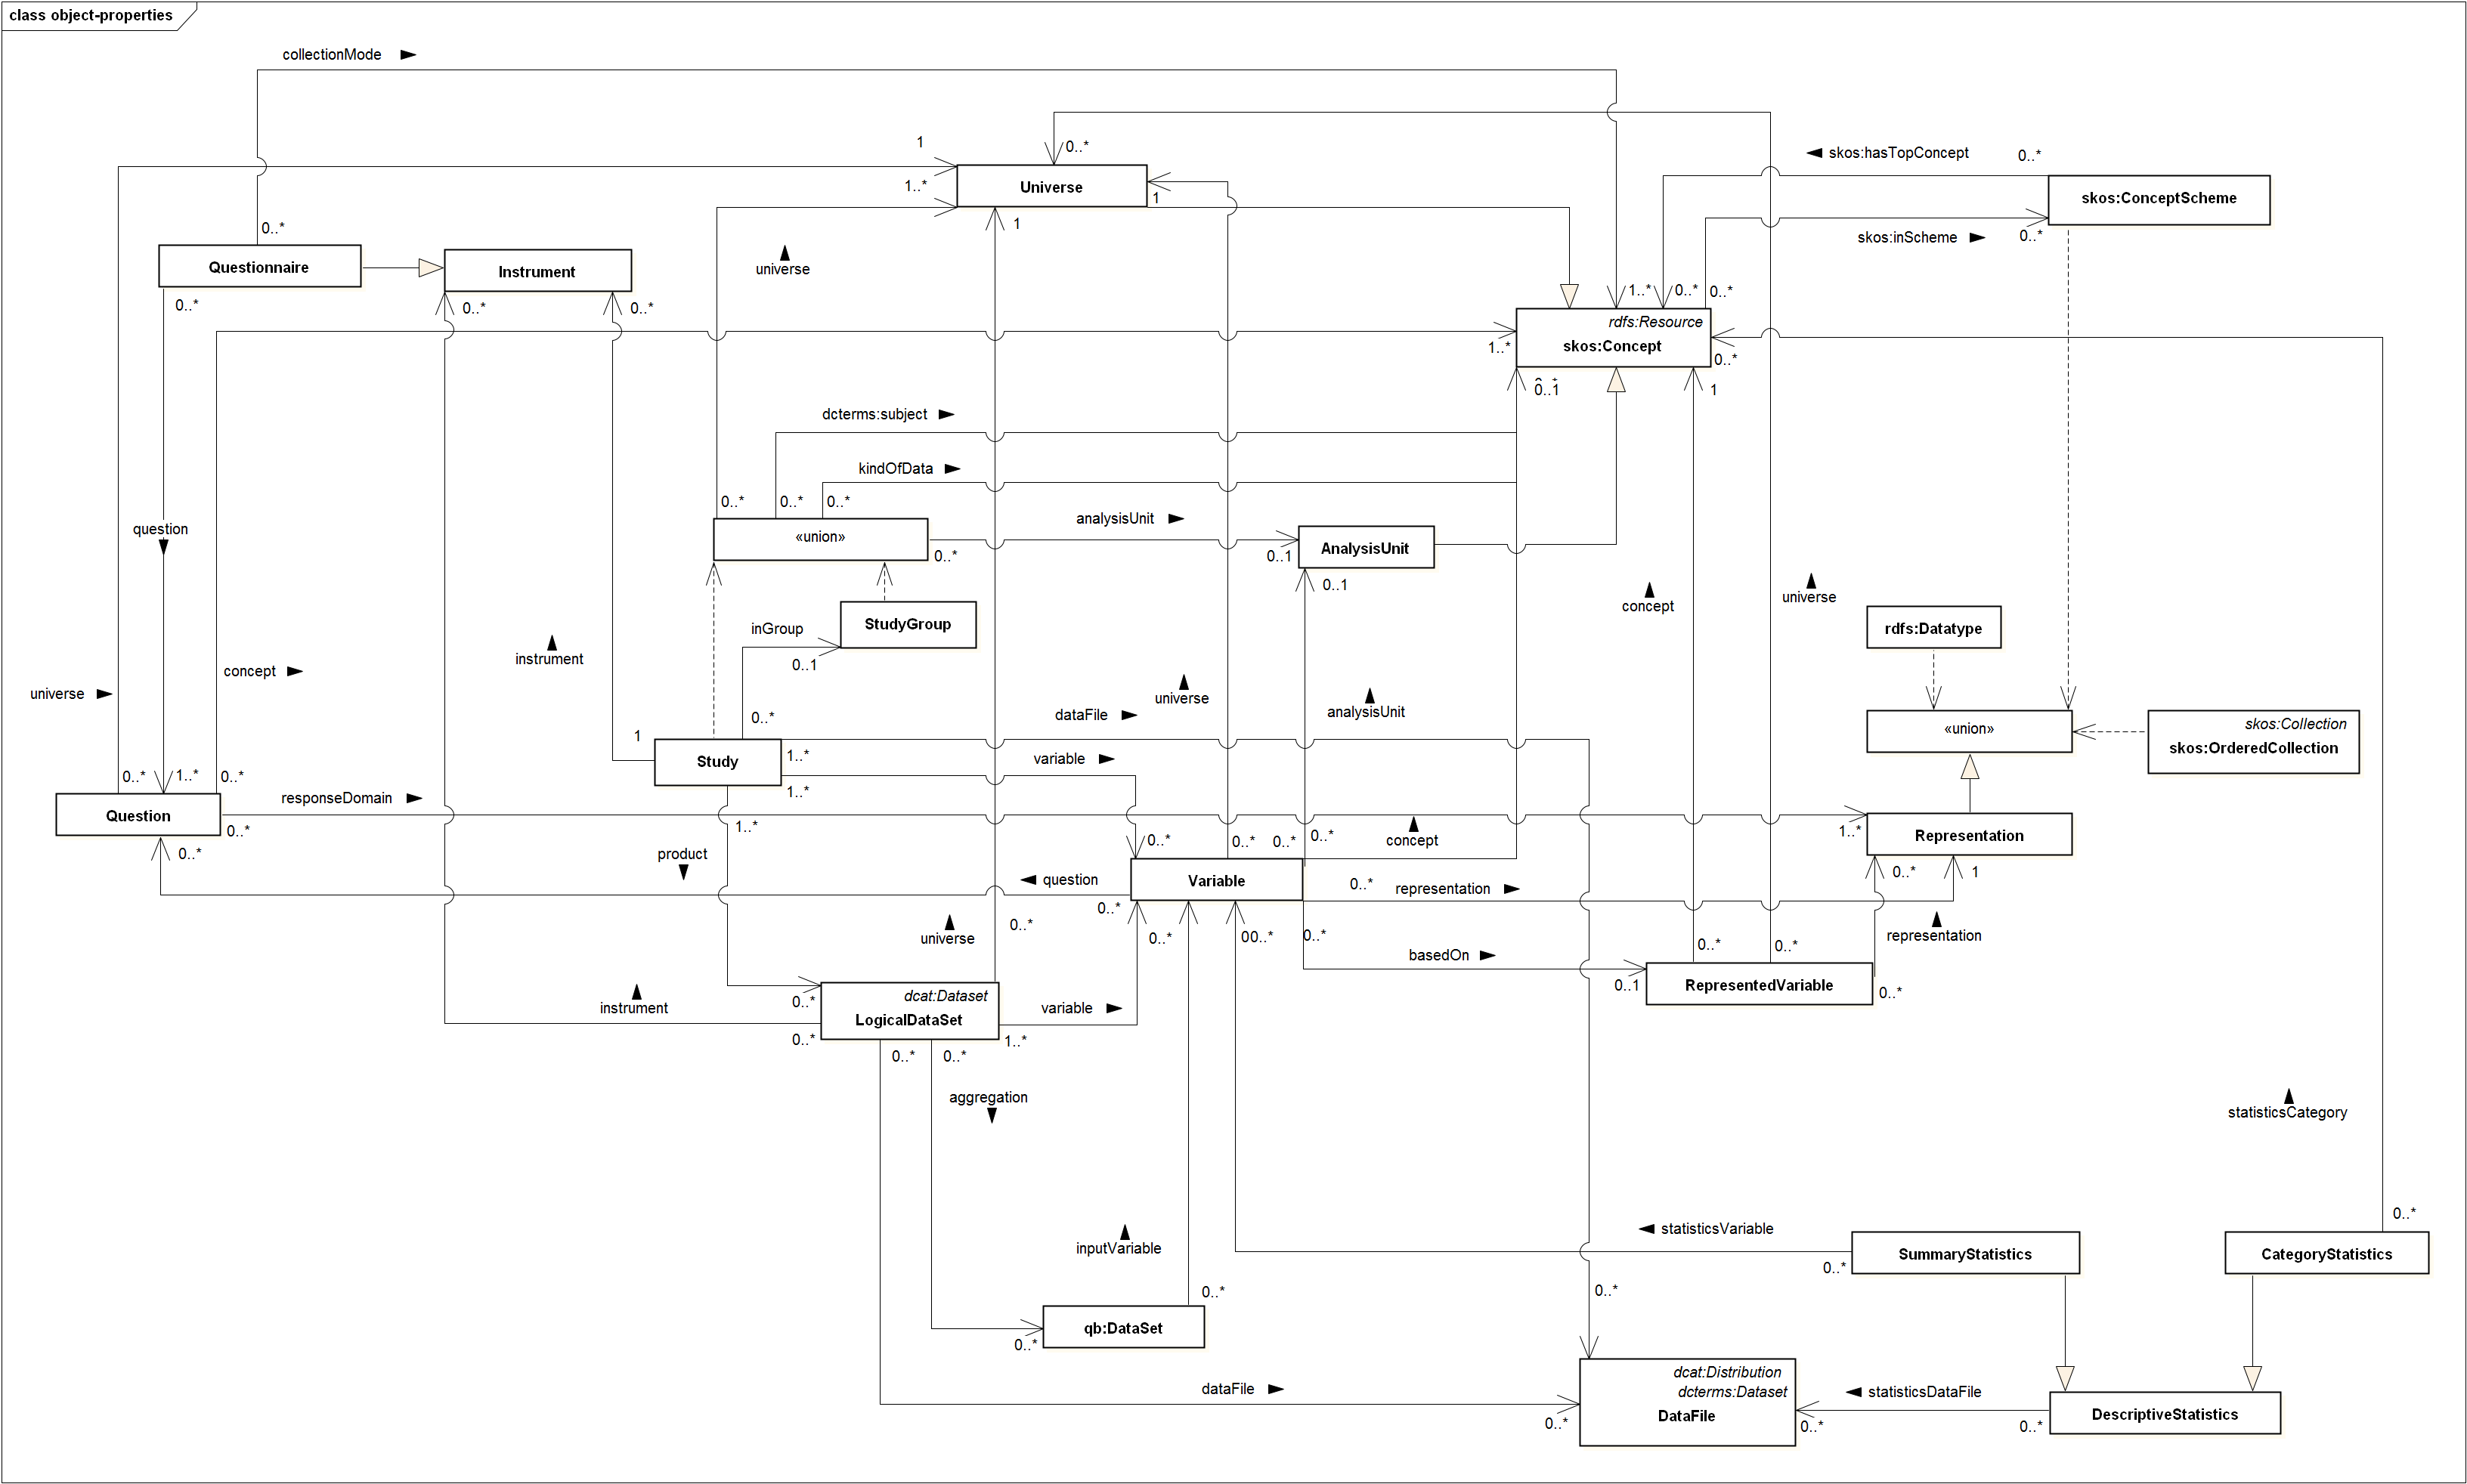 class object-properties
collectionMode
1
0..*
skos:hasTopConcept
0..*
Universe
1..*
1
skos:ConceptScheme
0..*
1
skos:inScheme
0..*
Questionnaire
Instrument
universe
0..*
0..*
0..*
1..*
0..*
0..*
rdfs:Resource
skos:Concept
1..*
0..*
0..1
1
dcterms:subject
kindOfData
0..*
0..*
0..*
question
analysisUnit
«union»
0..*
0..1
AnalysisUnit
0..1
concept
universe
StudyGroup
inGroup
rdfs:Datatype
instrument
0..1
concept
universe
universe
analysisUnit
0..*
dataFile
skos:Collection
skos:OrderedCollection
«union»
1
Study
1..*
variable
0..*
1..*
0..*
1..*
responseDomain
Question
0..*
1..*
0..*
0..*
0..*
0..*
concept
1..*
Representation
0..*
product
question
Variable
0..*
representation
0..*
1
0..*
0..*
universe
0..*
00..*
0..*
representation
basedOn
0..*
0..*
0..1
RepresentedVariable
0..*
dcat:Dataset
LogicalDataSet
0..*
instrument
variable
0..*
1..*
0..*
0..*
aggregation
statisticsCategory
0..*
statisticsVariable
inputVariable
SummaryStatistics
CategoryStatistics
0..*
0..*
0..*
qb:DataSet
0..*
dcat:Distribution
dcterms:Dataset
DataFile
dataFile
0..*
statisticsDataFile
0..*
0..*
DescriptiveStatistics